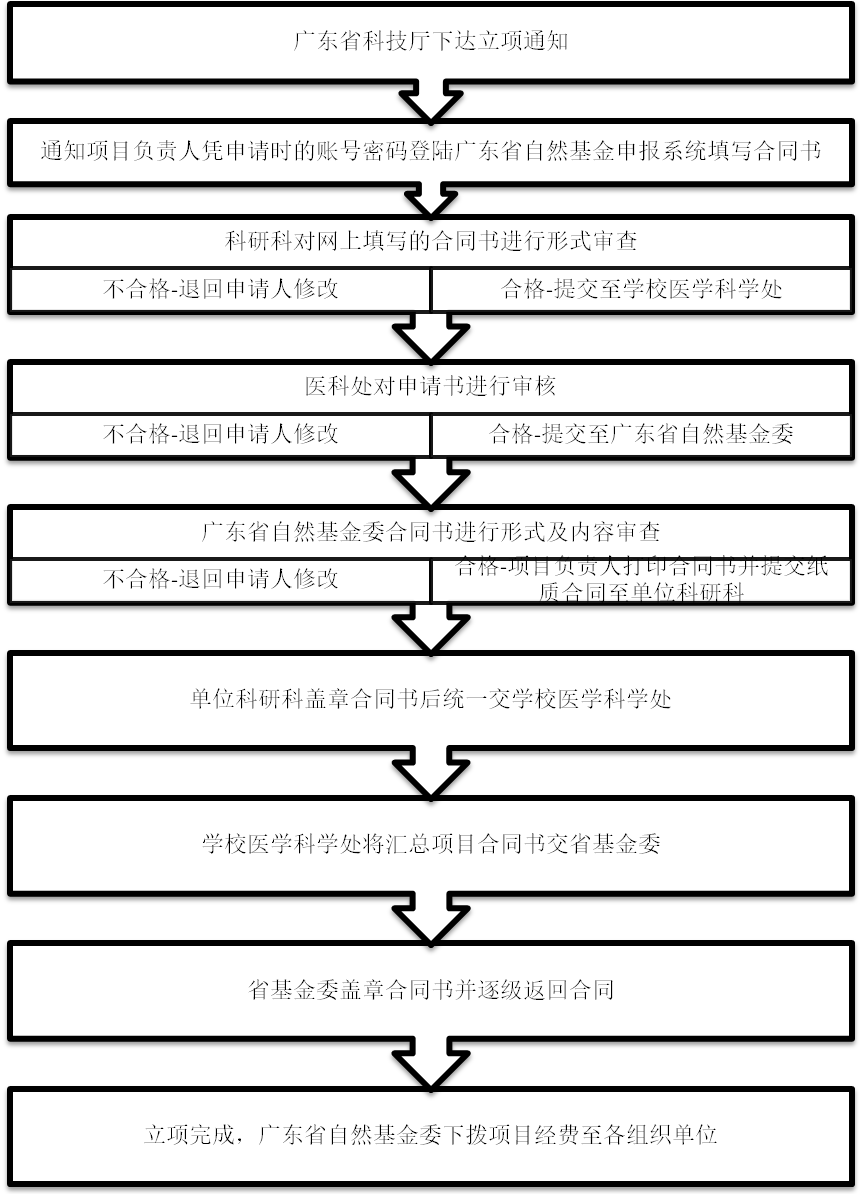 广东省科技厅下达立项通知
通知项目负责人凭申请时的账号密码登陆广东省自然基金申报系统填写合同书
科研科对网上填写的合同书进行形式审查
不合格-退回申请人修改
合格-提交至学校医学科学处
医科处对申请书进行审核
不合格-退回申请人修改
合格-提交至广东省自然基金委
广东省自然基金委合同书进行形式及内容审查
不合格-退回申请人修改
合格-项目负责人打印合同书并提交纸
质合同至单位科研科
单位科研科盖章合同书后统一交学校医学科学处
学校医学科学处将汇总项目合同书交省基金委
省基金委盖章合同书并逐级返回合同
立项完成，广东省自然基金委下拨项目经费至各组织单位